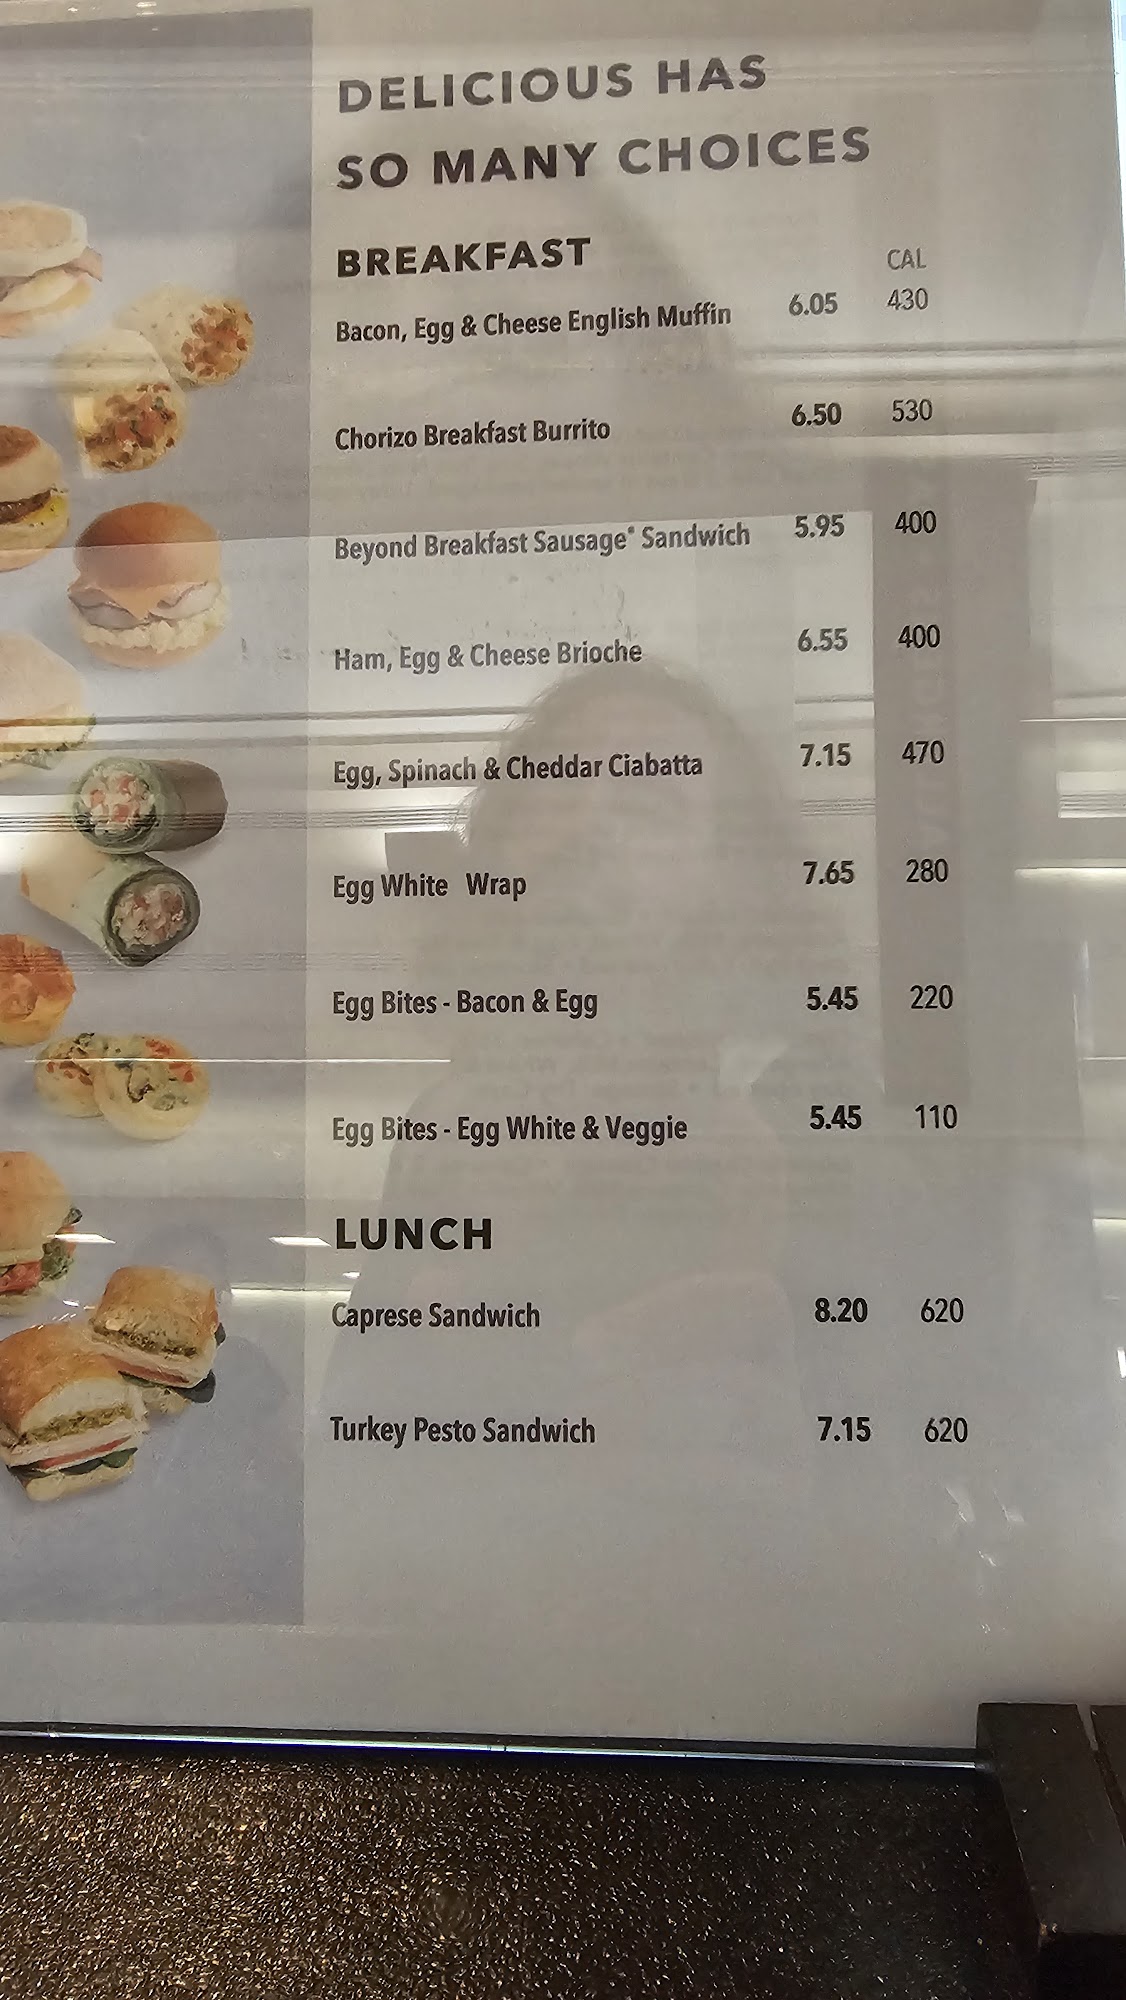 DELICIOUS HAS
SO MANY CHOICES
BREAKFAST CAL
Bacon, Egg & Cheese English Muffin 6.05 430
Chorizo Breakfast Burrito 6.50 530
Beyond Breakfast Sausage® Sandwich 5.95 400
Ham, Egg & Cheese Brioche 6.55 400
Egg, Spinach & Cheddar Ciabatta 7.15 470
Egg White Wrap 7.65 280
Egg Bites - Bacon & Egg 5.45 220
Egg Bites - Egg White & Veggie 5.45 110
LUNCH
Caprese Sandwich 8.20 620
Turkey Pesto Sandwich 7.15 620